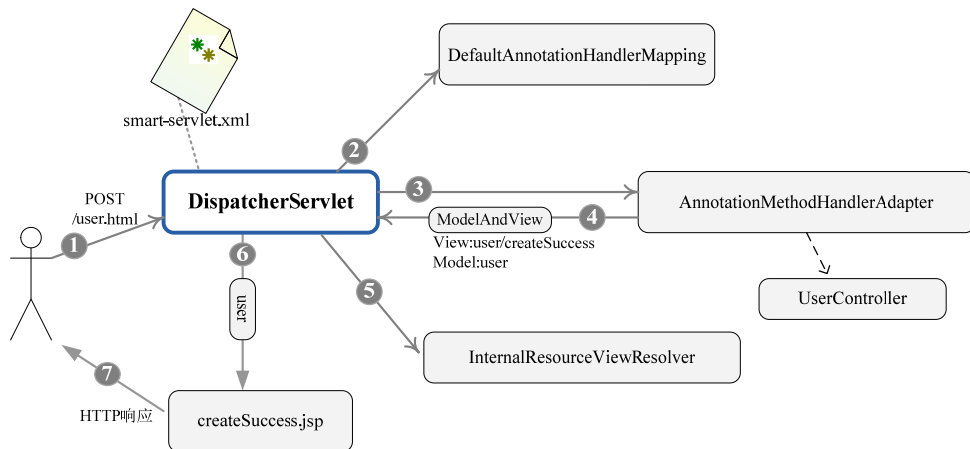 DefaultAnnotationHandlerMapping
smart-servlet.xml
2
POST
/user.html
DispatcherServlet
3
AnnotationMethodHandlerAdapter
ModelAndView
4
View:user/createSuccess
Model:user
1
6
5
user
UserController
InternalResourceViewResolver
7
HTTP响应
createSuccess.jsp